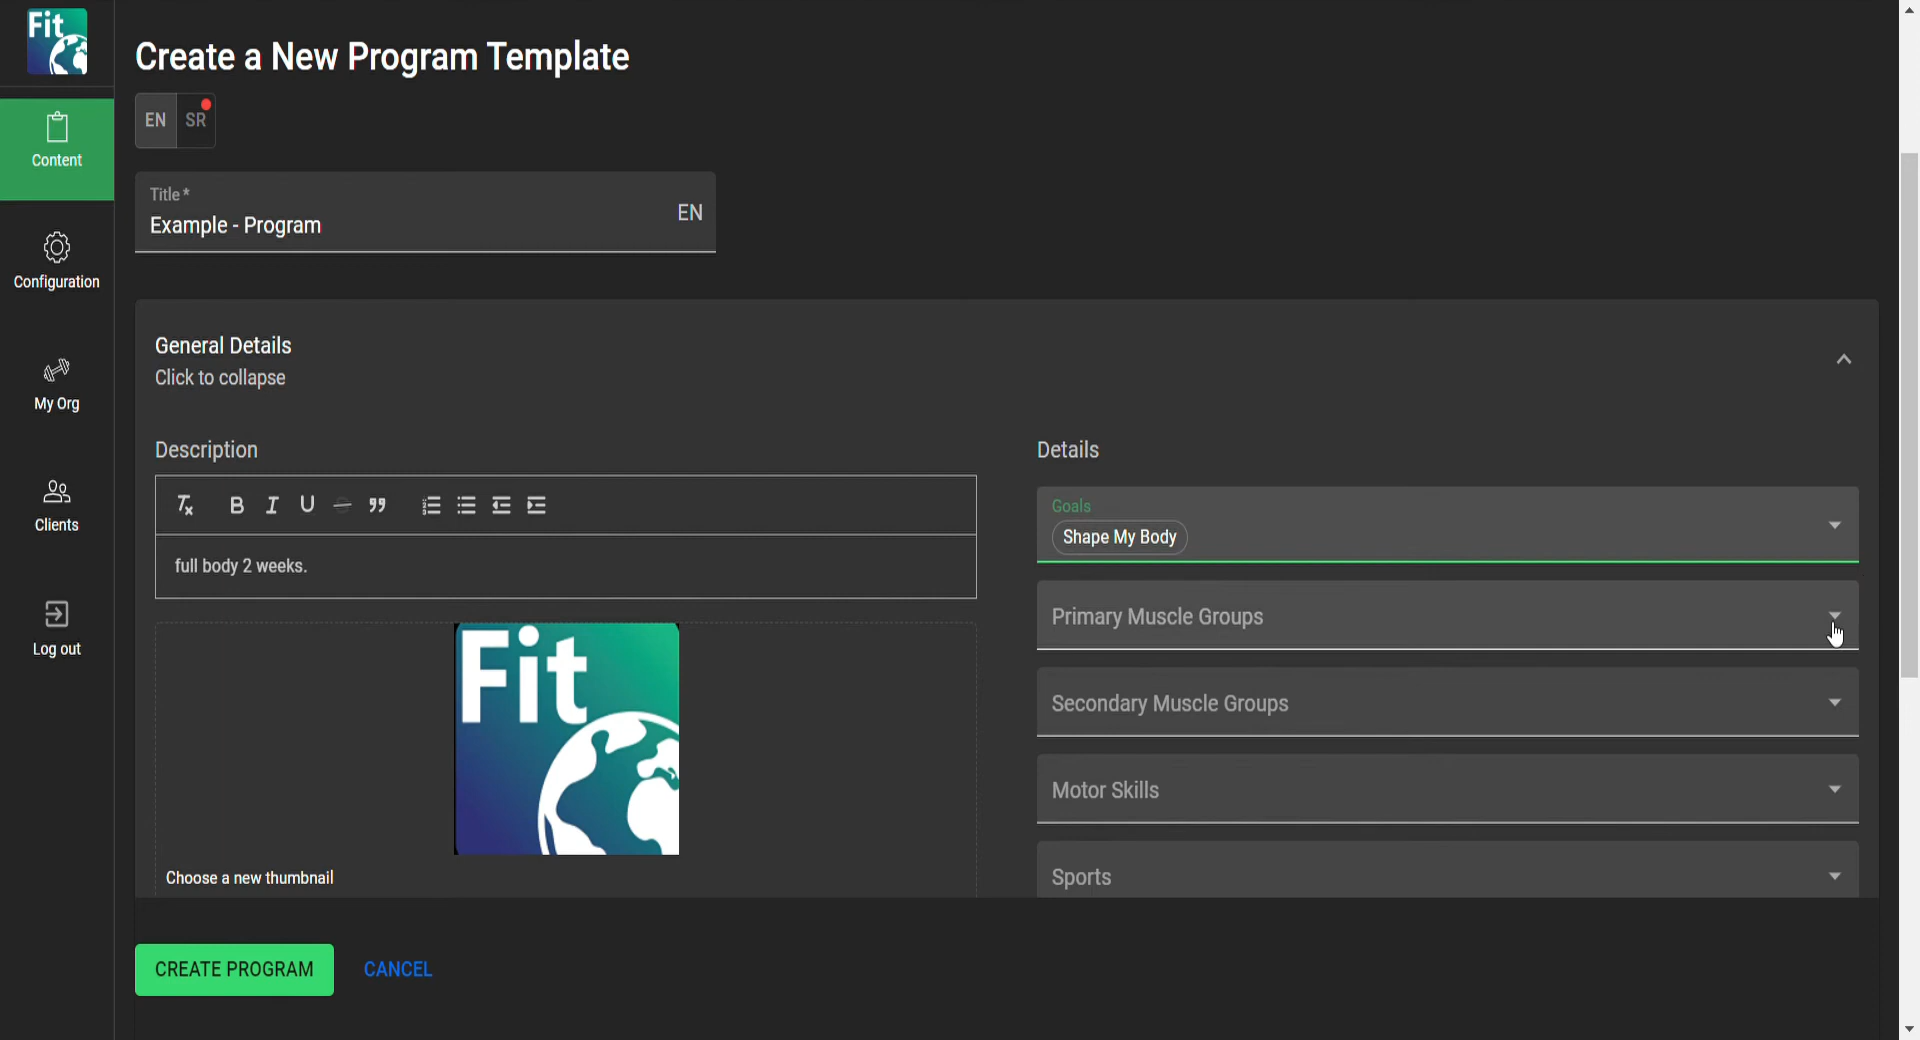 Fit
Content
Configuration
My Org
Clients
Log out
Create a New Program Template
EN SR
Title*
Example - Program
EN
General Details
Click to collapse
Description
B I U
full body 2 weeks.
Fit
Choose a new thumbnail
Details
Goals
Shape My Body
Primary Muscle Groups
Secondary Muscle Groups
Motor Skills
Sports
CREATE PROGRAM CANCEL